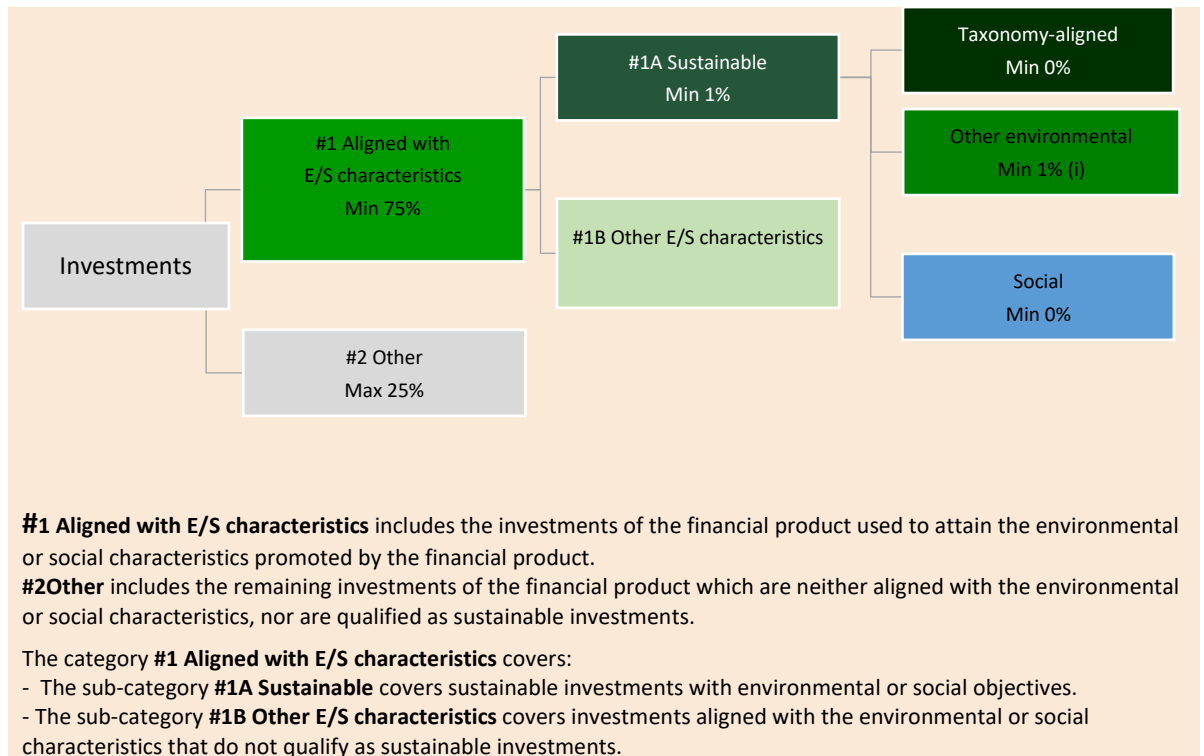 Taxonomy-aligned
Min 0%
#1A Sustainable
Min 1%
Other environmental
Min 1% (i)
#1 Aligned with
E/S characteristics
Min 75%
#1B Other E/S characteristics
Investments
Social
Min 0%
#2 Other
Max 25%
#1 Aligned with E/S characteristics includes the investments of the financial product used to attain the environmental
or social characteristics promoted by the financial product.
#2Other includes the remaining investments of the financial product which are neither aligned with the environmental
or social characteristics, nor are qualified as sustainable investments.
The category #1 Aligned with E/S characteristics covers:
- The sub-category #1A Sustainable covers sustainable investments with environmental or social objectives.
- The sub-category #1B Other E/S characteristics covers investments aligned with the environmental or social
characteristics that do not qualify as sustainable investments.